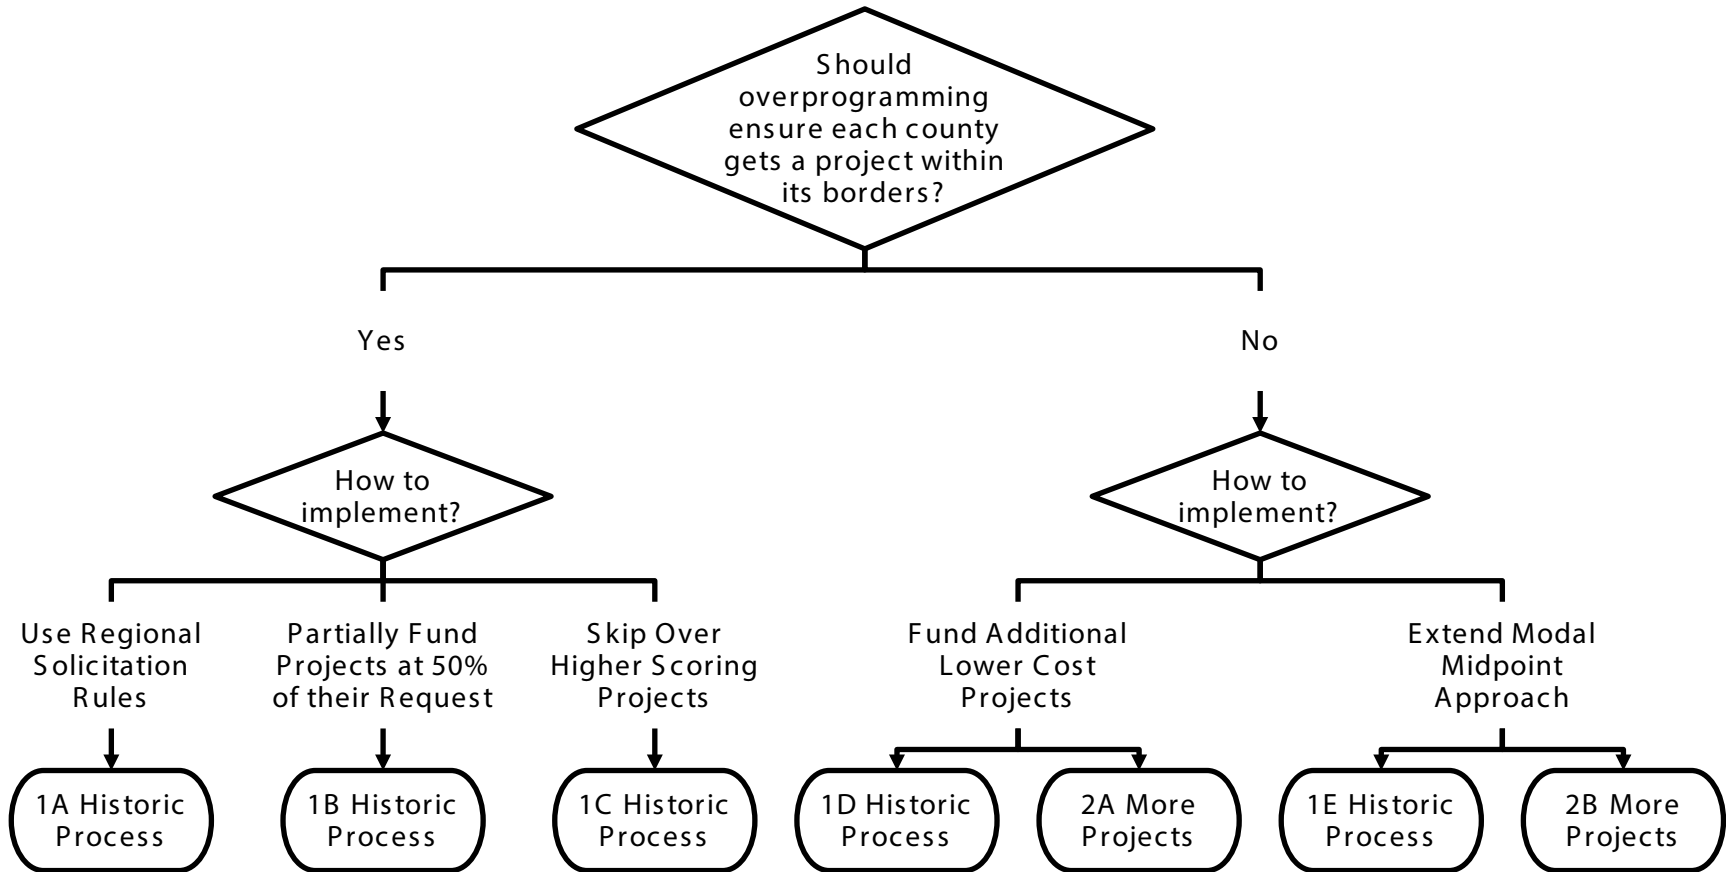 Should
overprogramming
ensure each county
gets a project within
its borders?
Yes
No
How to
implement?
How to
implement?
Use Regional
Solicitation
Rules
Partially Fund
Projects at 50%
of their Request
Skip Over
Higher Scoring
Projects
Fund Additional
Lower Cost
Projects
Extend Modal
Midpoint
Approach
1A Historic
Process
1B Historic
Process
1C Historic
Process
1D Historic
Process
2A More
Projects
1E Historic
Process
2B More
Projects